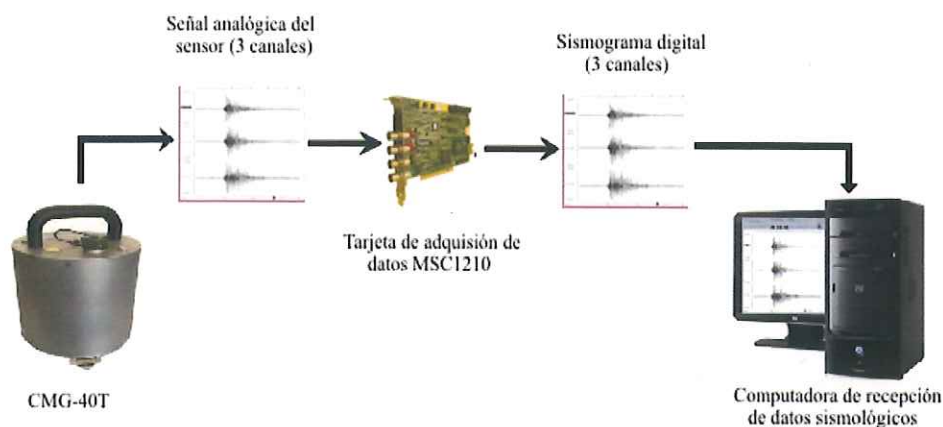 Señal analógica del
sensor (3 canales)
Sismograma digital
(3 canales)
Tarjeta de adquisión de
datos MSC1210
CMG-40T
Computadora de recepción
de datos sismológicos